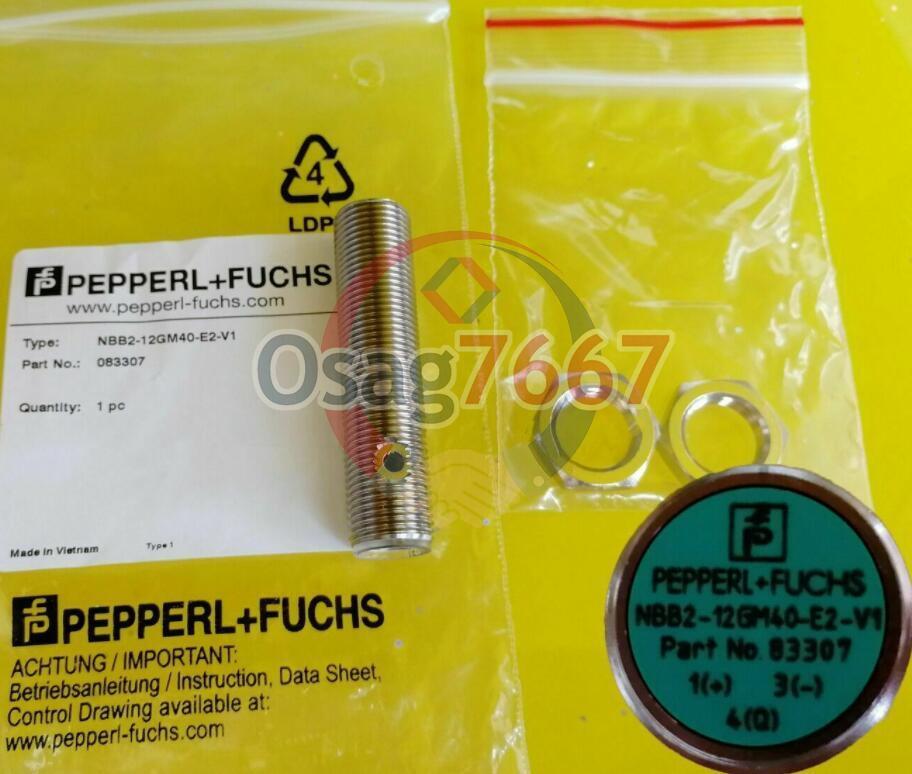 4
LDP
PEPPERL+FUCHS
www.pepperl-fuchs.com
Type: NBB2-12GM40-E2-V1
Part No.: 083307
Quantity: 1 pc
Made in Vietnam Type 1
Osag7667
PEPPERL+FUCHS
ACHTUNG / IMPORTANT:
Betriebsanleitung / Instruction, Data Sheet,
Control Drawing available at:
www.pepperl-fuchs.com
PEPPERL+FUCHS
NBB2-12GM40-E2-V1
Part No. 83307
1(+) 3(-)
4(Q)